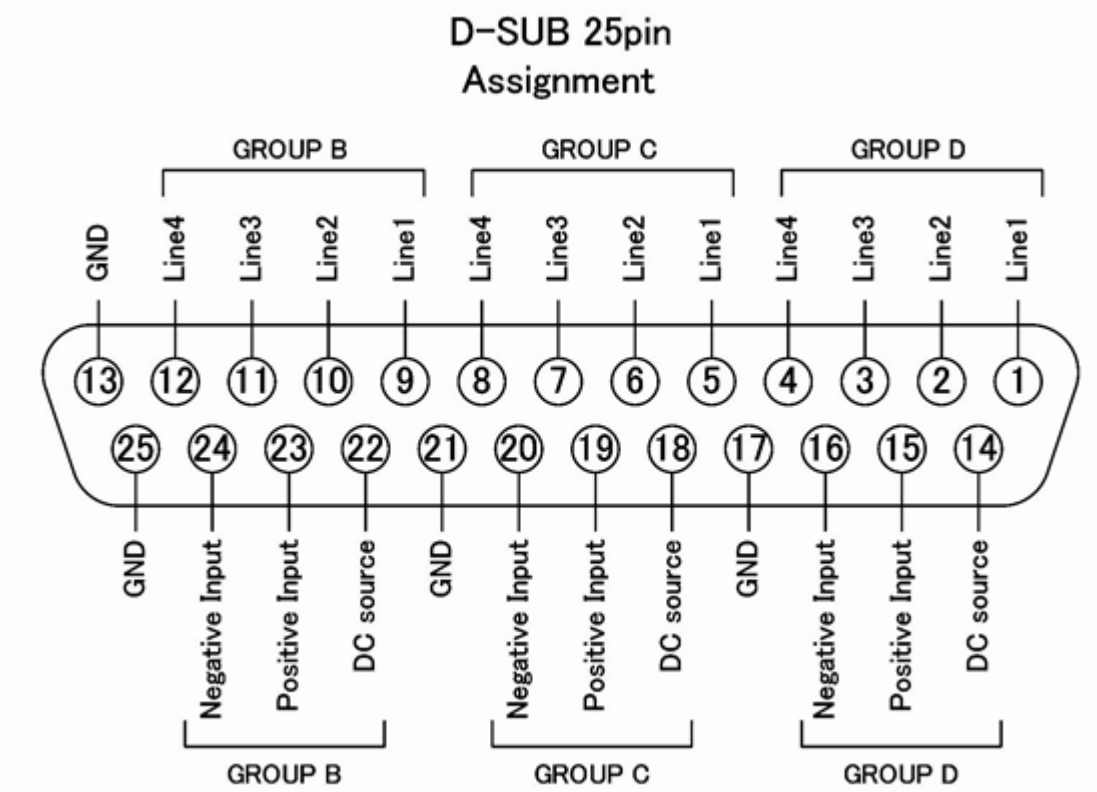 D-SUB 25pin
Assignment
GROUP B
GROUP C
GROUP D
GND
Line4
Line3
Line2
Line1
Line4
Line3
Line2
Line1
Line4
Line3
Line2
Line1
13
12
11
10
9
8
7
6
5
4
3
2
1
25
24
23
22
21
20
19
18
17
16
15
14
GND
Negative Input
Positive Input
DC source
GND
Negative Input
Positive Input
DC source
GND
Negative Input
Positive Input
DC source
GROUP B
GROUP C
GROUP D